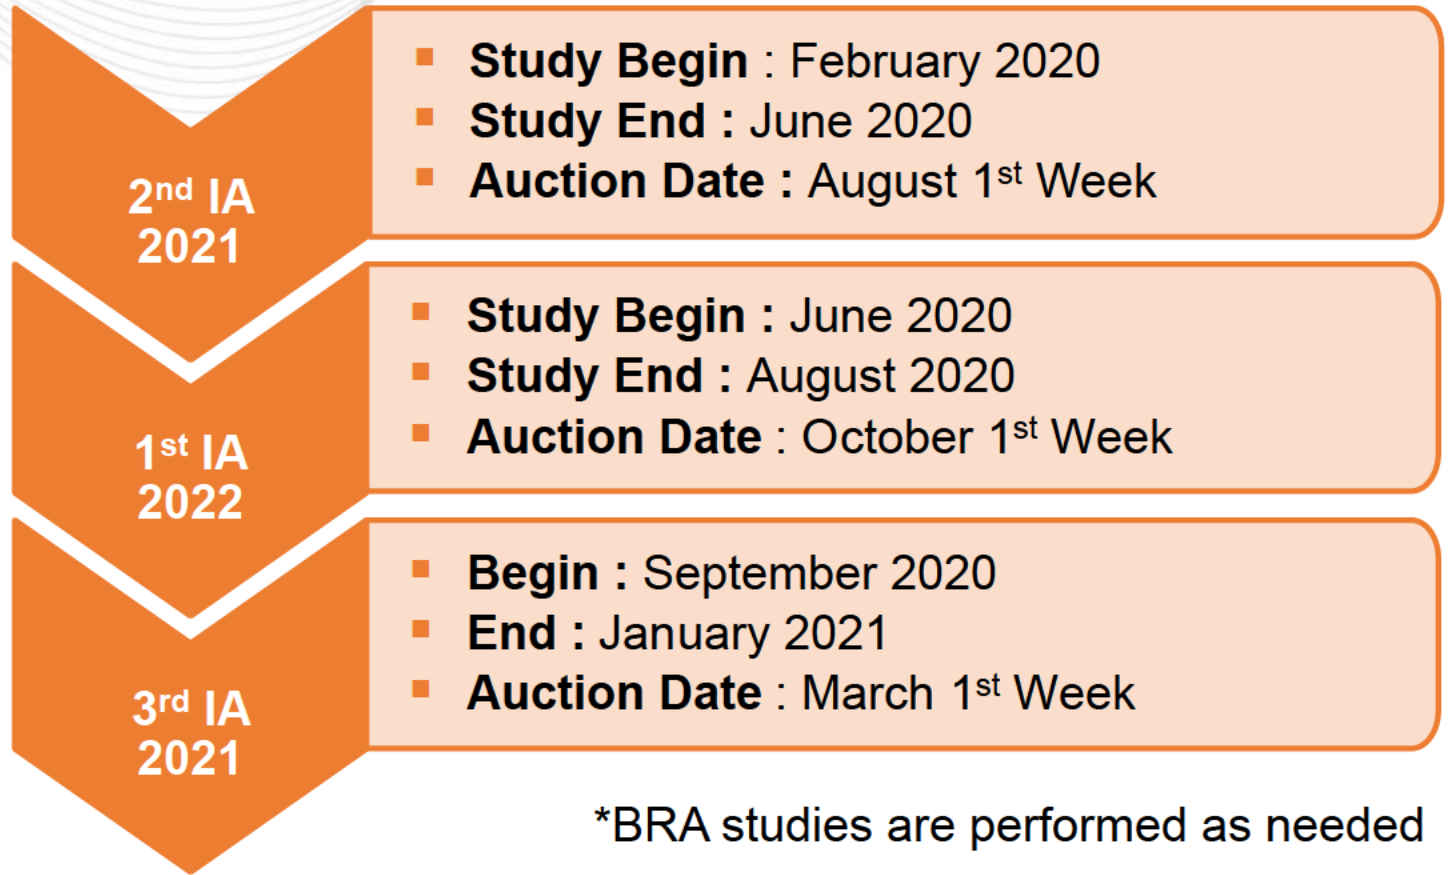 2nd IA
2021
▪ Study Begin : February 2020
▪ Study End : June 2020
▪ Auction Date : August 1st Week
1st IA
2022
▪ Study Begin : June 2020
▪ Study End : August 2020
▪ Auction Date : October 1st Week
3rd IA
2021
▪ Begin : September 2020
▪ End : January 2021
▪ Auction Date : March 1st Week
*BRA studies are performed as needed